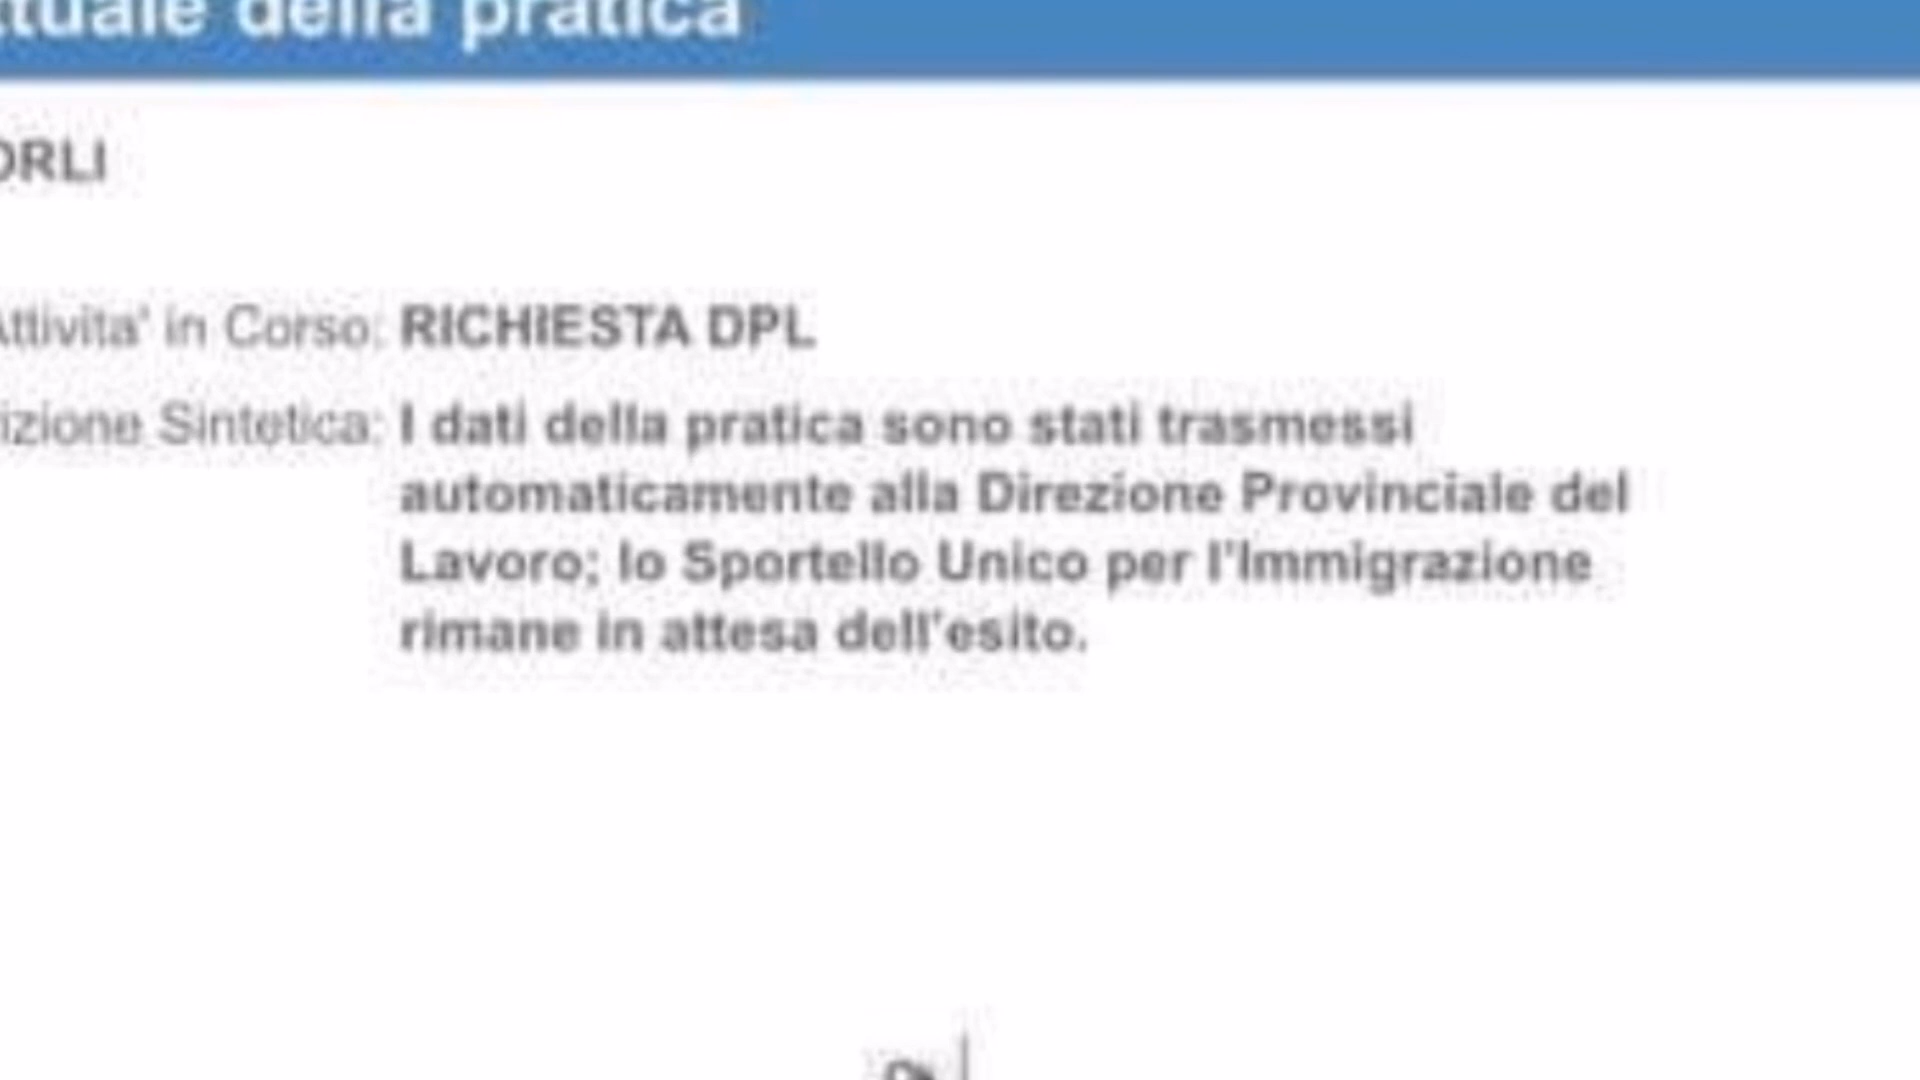 ttuale della pratica
ORLI
Attivita' in Corso: RICHIESTA DPL
izione Sintetica: I dati della pratica sono stati trasmessi
automaticamente alla Direzione Provinciale del
Lavoro; lo Sportello Unico per l'Immigrazione
rimane in attesa dell'esito.